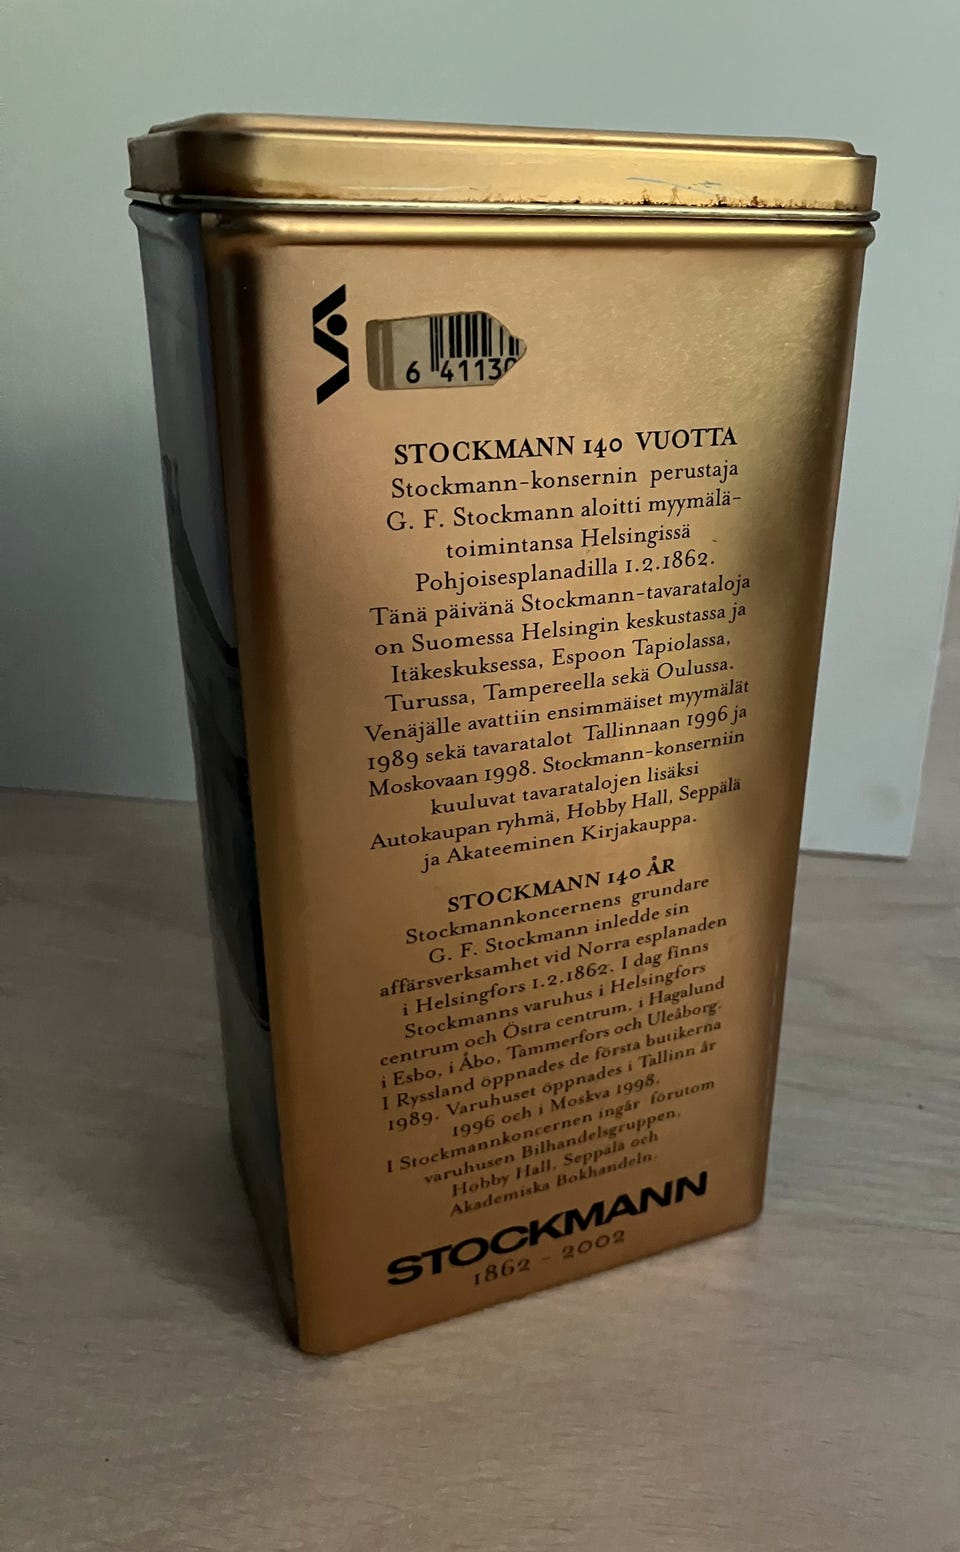 6 41130
STOCKMANN 140 VUOTTA
Stockmann-konsernin perustaja
G. F. Stockmann aloitti myymälä-
toimintansa Helsingissä
Pohjoisesplanadilla 1.2.1862.
Tänä päivänä Stockmann-tavarataloja
on Suomessa Helsingin keskustassa ja
Itäkeskuksessa, Espoon Tapiolassa,
Turussa, Tampereella sekä Oulussa.
Venäjälle avattiin ensimmäiset myymälät
1989 sekä tavaratalot Tallinnaan 1996 ja
Moskovaan 1998. Stockmann-konserniin
kuuluvat tavaratalojen lisäksi
Autokaupan ryhmä, Hobby Hall, Seppälä
ja Akateeminen Kirjakauppa.
STOCKMANN 140 ÅR
Stockmannkoncernens grundare
G. F. Stockmann inledde sin
affärsverksamhet vid Norra esplanaden
i Helsingfors 1.2.1862. I dag finns
Stockmanns varuhus i Helsingfors
centrum och Östra centrum, i Hagalund
i Esbo, i Åbo, Tammerfors och Uleåborg.
I Ryssland öppnades de första butikerna
1989. Varuhuset öppnades i Tallinn år
1996 och i Moskva 1998.
I Stockmannkoncernen ingår förutom
varuhusen Bilhandelsgruppen,
Hobby Hall, Seppälä och
Akademiska Bokhandeln.
STOCKMANN
1862 - 2002